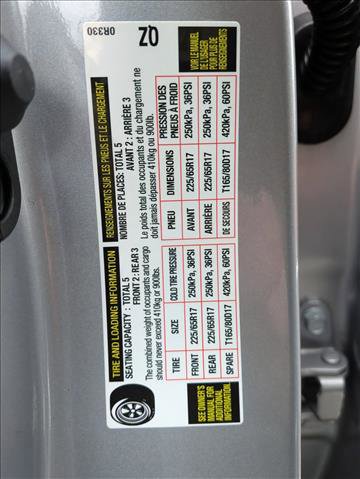 TIRE AND LOADING INFORMATION
SEATING CAPACITY : TOTAL 5
FRONT 2 : REAR 3
The combined weight of occupants and cargo
should never exceed 410kg or 900lbs.
TIRE SIZE COLD TIRE PRESSURE
FRONT 225/65R17 250kPa, 36PSI
REAR 225/65R17 250kPa, 36PSI
SPARE T165/80D17 420kPa, 60PSI
SEE OWNER'S
MANUAL FOR
ADDITIONAL
INFORMATION
RENSEIGNEMENTS SUR LES PNEUS ET LE CHARGEMENT
NOMBRE DE PLACES: TOTAL 5
AVANT 2 : ARRIÈRE 3
Le poids total des occupants et du chargement ne
doit jamais dépasser 410kg ou 900lb.
PNEU DIMENSIONS PRESSION DES
PNEUS À FROID
AVANT 225/65R17 250kPa, 36PSI
ARRIÈRE 225/65R17 250kPa, 36PSI
DE SECOURS T165/80D17 420kPa, 60PSI
VOIR LE MANUEL
DE L'USAGER
POUR PLUS DE
RENSEIGNEMENTS
0R330
QZ